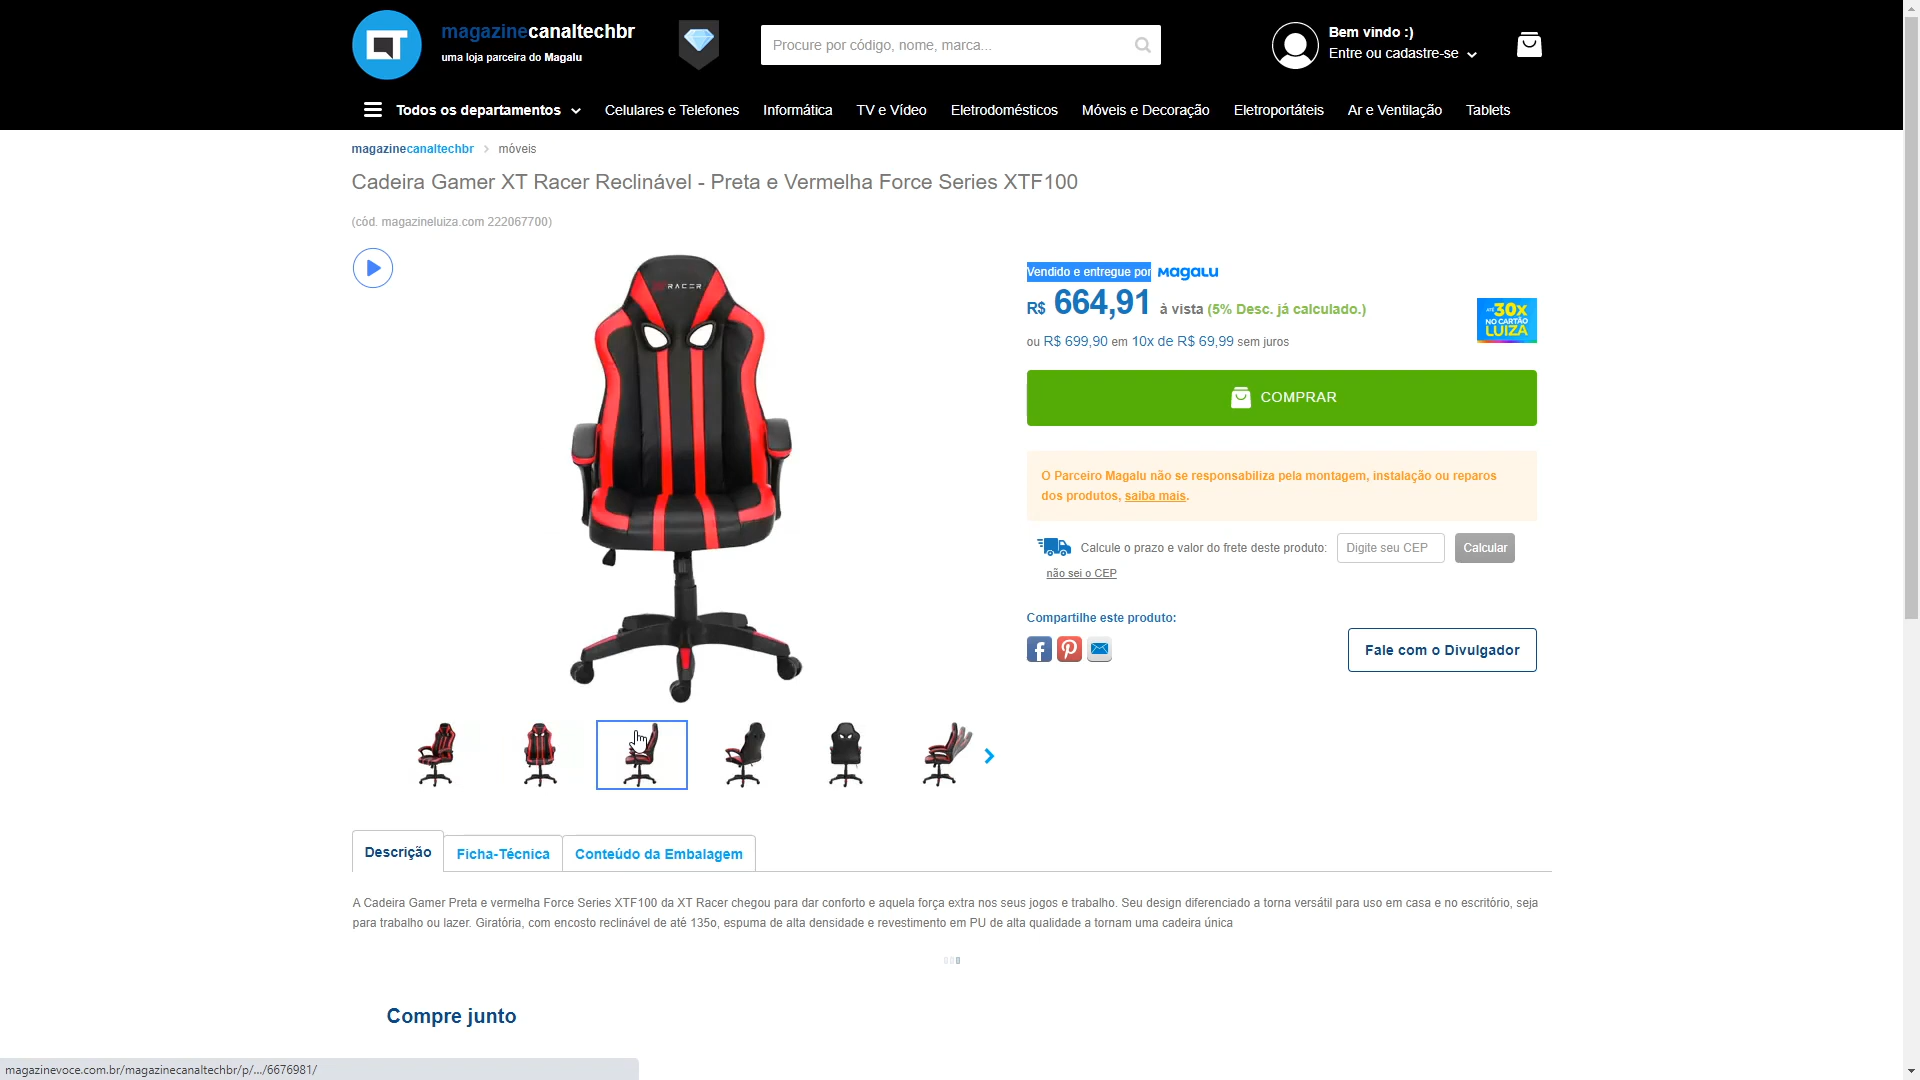 magazinecanaltechbr
uma loja parceira do Magalu
Procure por código, nome, marca...
Bem vindo :)
Entre ou cadastre-se
Todos os departamentos
Celulares e Telefones
Informática
TV e Vídeo
Eletrodomésticos
Móveis e Decoração
Eletroportáteis
Ar e Ventilação
Tablets
magazinecanaltechbr > móveis
Cadeira Gamer XT Racer Reclinável - Preta e Vermelha Force Series XTF100
(cód. magazineluiza.com 222067700)
RACER
Vendido e entregue por Magalu
R$ 664,91 à vista (5% Desc. já calculado.)
ou R$ 699,90 em 10x de R$ 69,99 sem juros
ATÉ 30x
NO CARTÃO
LUIZA
COMPRAR
O Parceiro Magalu não se responsabiliza pela montagem, instalação ou reparos
dos produtos, saiba mais.
Calcule o prazo e valor do frete deste produto:
Digite seu CEP
Calcular
não sei o CEP
Compartilhe este produto:
Fale com o Divulgador
Descrição
Ficha-Técnica
Conteúdo da Embalagem
A Cadeira Gamer Preta e vermelha Force Series XTF100 da XT Racer chegou para dar conforto e aquela força extra nos seus jogos e trabalho. Seu design diferenciado a torna versátil para uso em casa e no escritório, seja
para trabalho ou lazer. Giratória, com encosto reclinável de até 135o, espuma de alta densidade e revestimento em PU de alta qualidade a tornam uma cadeira única
Compre junto
magazinevoce.com.br/magazinecanaltechbr/p/.../6676981/